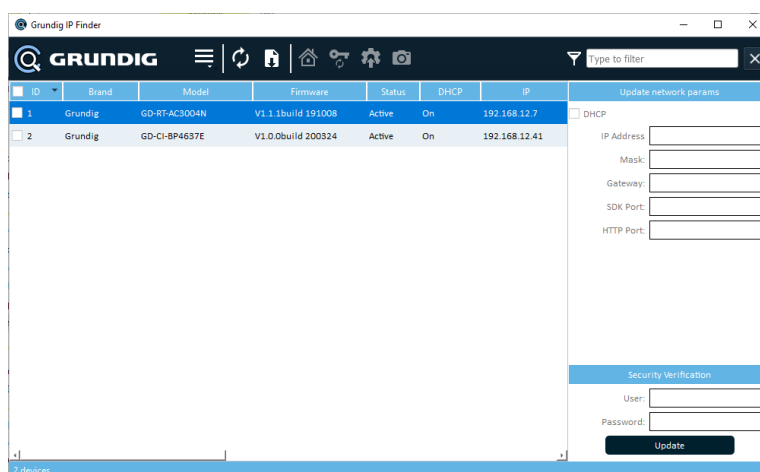 Grundig IP Finder
GRUNDIG
Type to filter
ID Brand Model Firmware Status DHCP IP
1 Grundig GD-RT-AC3004N V1.1.1build 191008 Active On 192.168.12.7
2 Grundig GD-CI-BP4637E V1.0.0build 200324 Active On 192.168.12.41
Update network params
DHCP
IP Address
Mask:
Gateway:
SDK Port:
HTTP Port:
Security Verification
User:
Password:
Update
2 devices